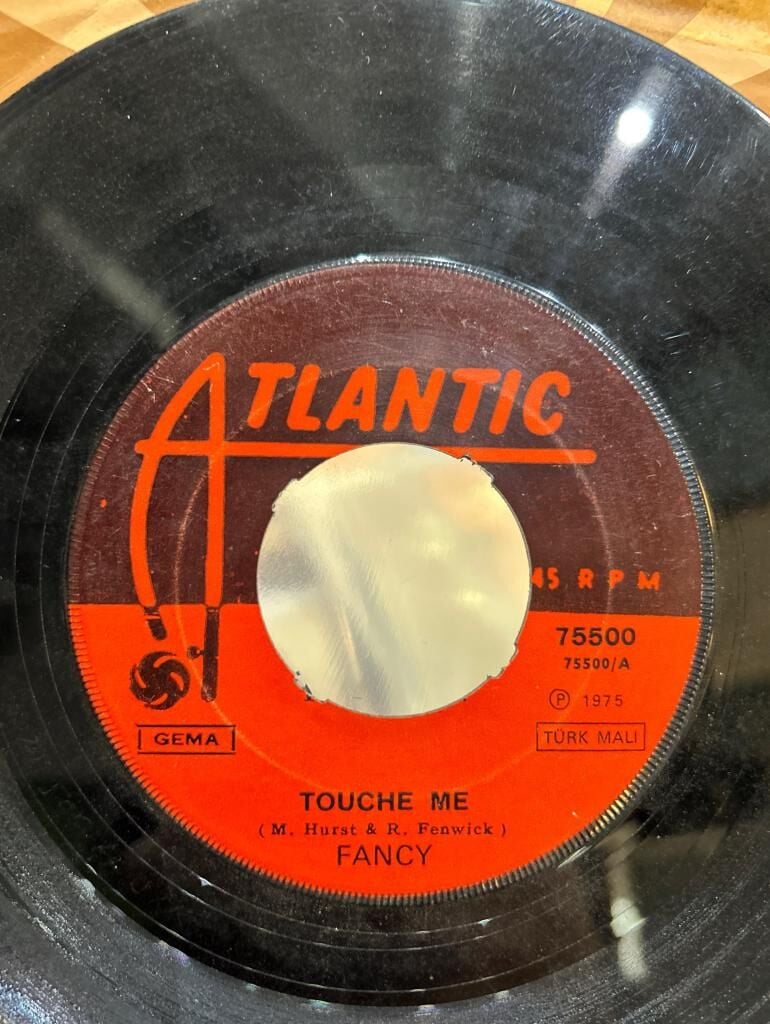 ATLANTIC
45 RPM
75500
75500/A
Ⓟ 1975
GEMA
TÜRK MALI
TOUCHE ME
( M. Hurst & R. Fenwick )
FANCY